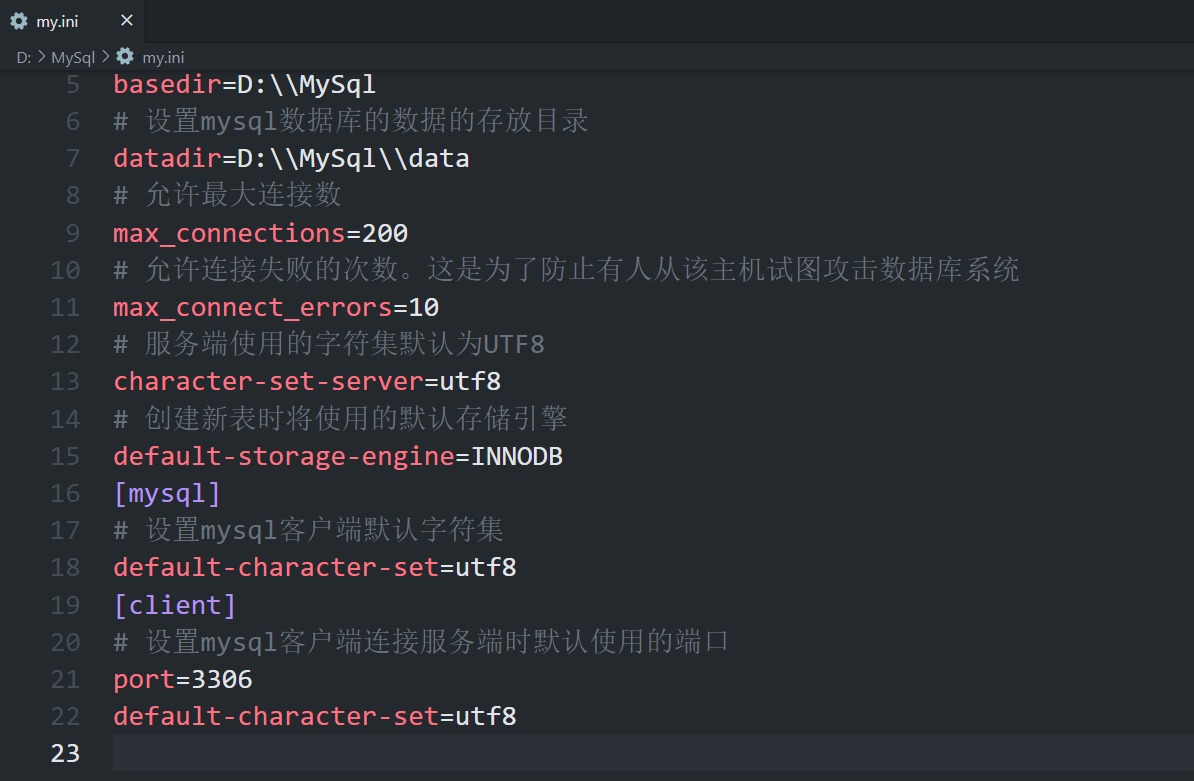 my.ini ×
D: > MySql > my.ini
5 basedir=D:\\MySql
6 # 设置mysql数据库的数据的存放目录
7 datadir=D:\\MySql\\data
8 # 允许最大连接数
9 max_connections=200
10 # 允许连接失败的次数。这是为了防止有人从该主机试图攻击数据库系统
11 max_connect_errors=10
12 # 服务端使用的字符集默认为UTF8
13 character-set-server=utf8
14 # 创建新表时将使用的默认存储引擎
15 default-storage-engine=INNODB
16 [mysql]
17 # 设置mysql客户端默认字符集
18 default-character-set=utf8
19 [client]
20 # 设置mysql客户端连接服务端时默认使用的端口
21 port=3306
22 default-character-set=utf8
23